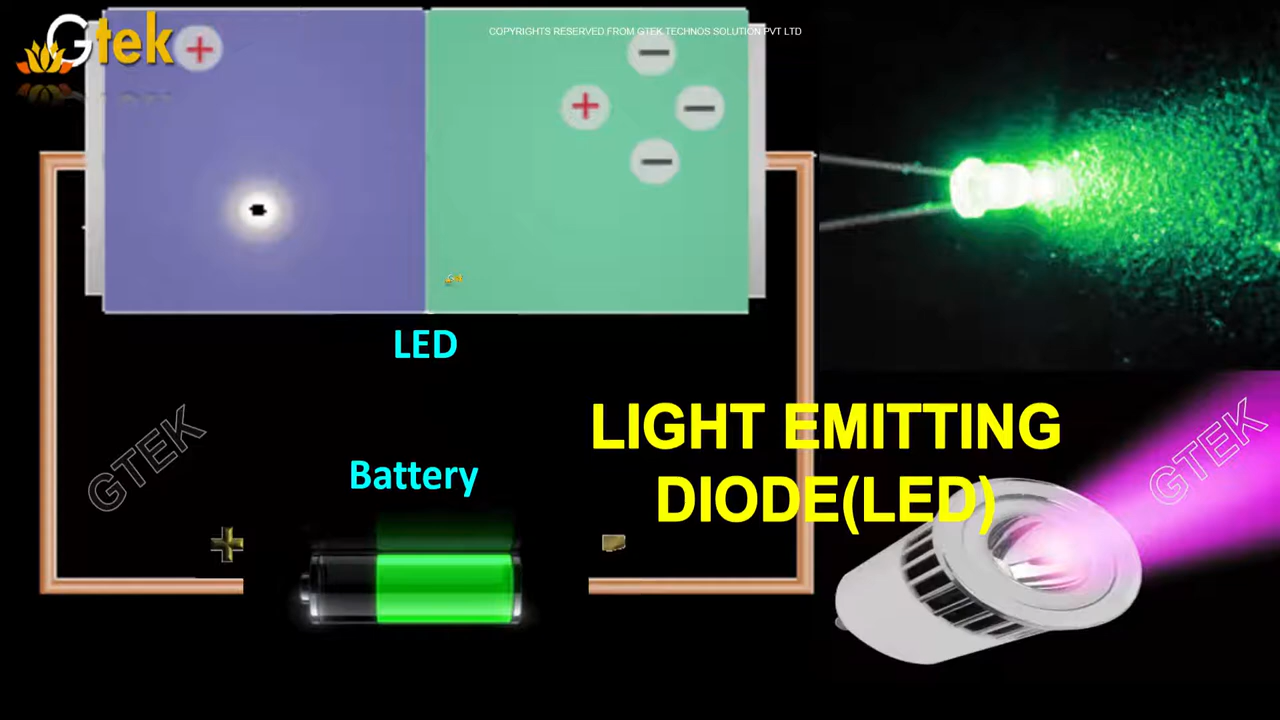 Gtek
COPYRIGHTS RESERVED FROM GTEK TECHNOS SOLUTION PVT LTD
LED
LIGHT EMITTING
DIODE(LED)
GTEK
GTEK
Battery